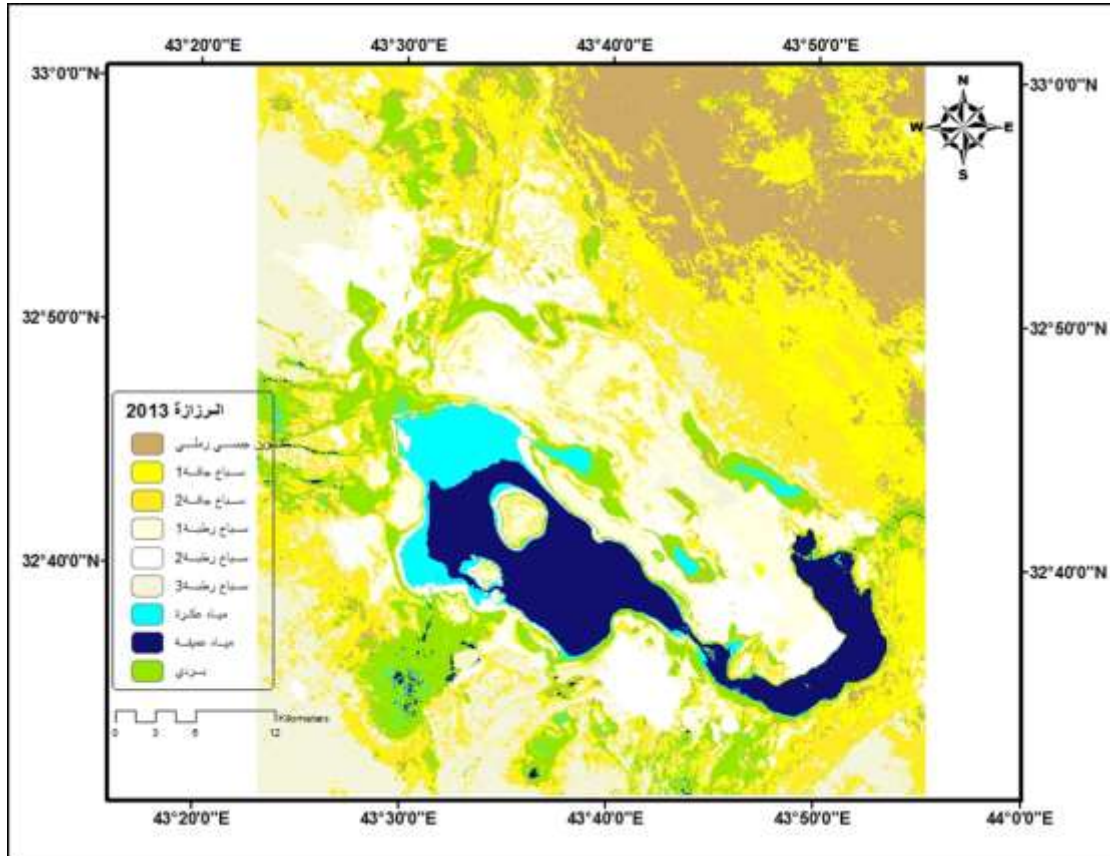 43°20'0"E 43°30'0"E 43°40'0"E 43°50'0"E
33°0'0"N
33°0'0"N
N
W E
S
32°50'0"N
32°50'0"N
المرزازة 2013
جبسي رملي
سباخ جافة1
سباخ جافة2
سباخ رطبة1
سباخ رطبة2
سباخ رطبة3
مياه عكرة
مياه عميقة
بردي
32°40'0"N
32°40'0"N
Kilometers
0 3 6 12
43°20'0"E 43°30'0"E 43°40'0"E 43°50'0"E 44°0'0"E